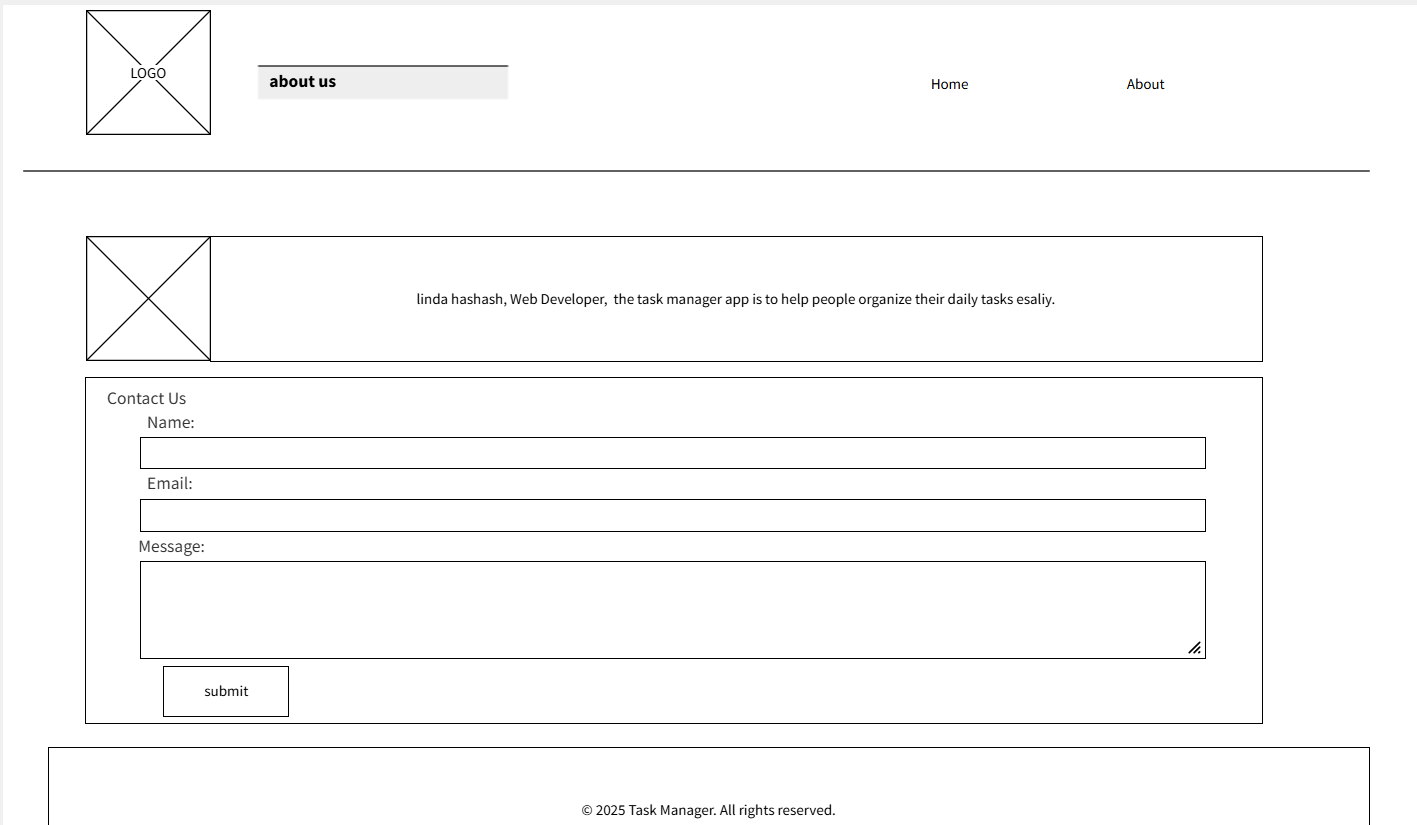 LOGO
about us
Home
About
linda hashash, Web Developer,  the task manager app is to help people organize their daily tasks esaliy.
Contact Us
Name:
Email:
Message:
submit
© 2025 Task Manager. All rights reserved.